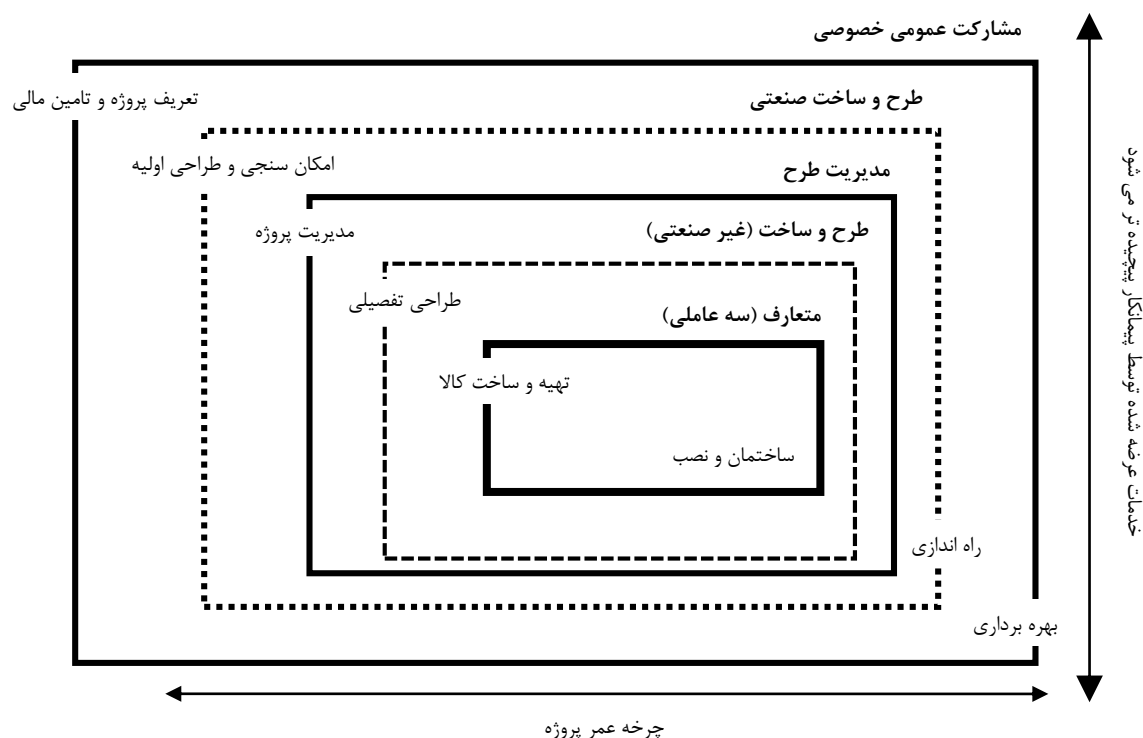 مشارکت عمومی خصوصی
تعریف پروژه و تامین مالی
طرح و ساخت صنعتی
امکان سنجی و طراحی اولیه
مدیریت طرح
مدیریت پروژه
طرح و ساخت (غیر صنعتی)
طراحی تفصیلی
متعارف (سه عاملی)
تهیه و ساخت کالا
ساختمان و نصب
راه اندازی
بهره برداری
چرخه عمر پروژه
خدمات عرضه شده توسط پیمانکار پیچیده تر می شود